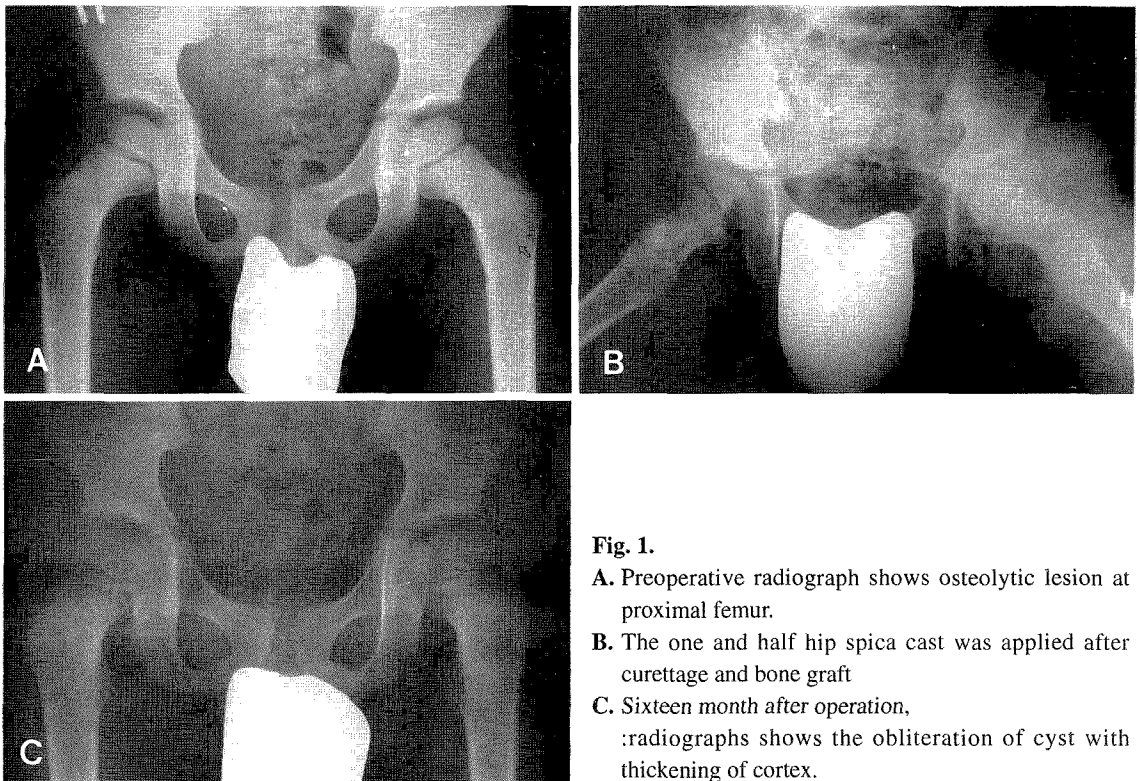 A
B
C
Fig. 1.
A. Preoperative radiograph shows osteolytic lesion at
proximal femur.
B. The one and half hip spica cast was applied after
curettage and bone graft
C. Sixteen month after operation,
:radiographs shows the obliteration of cyst with
thickening of cortex.